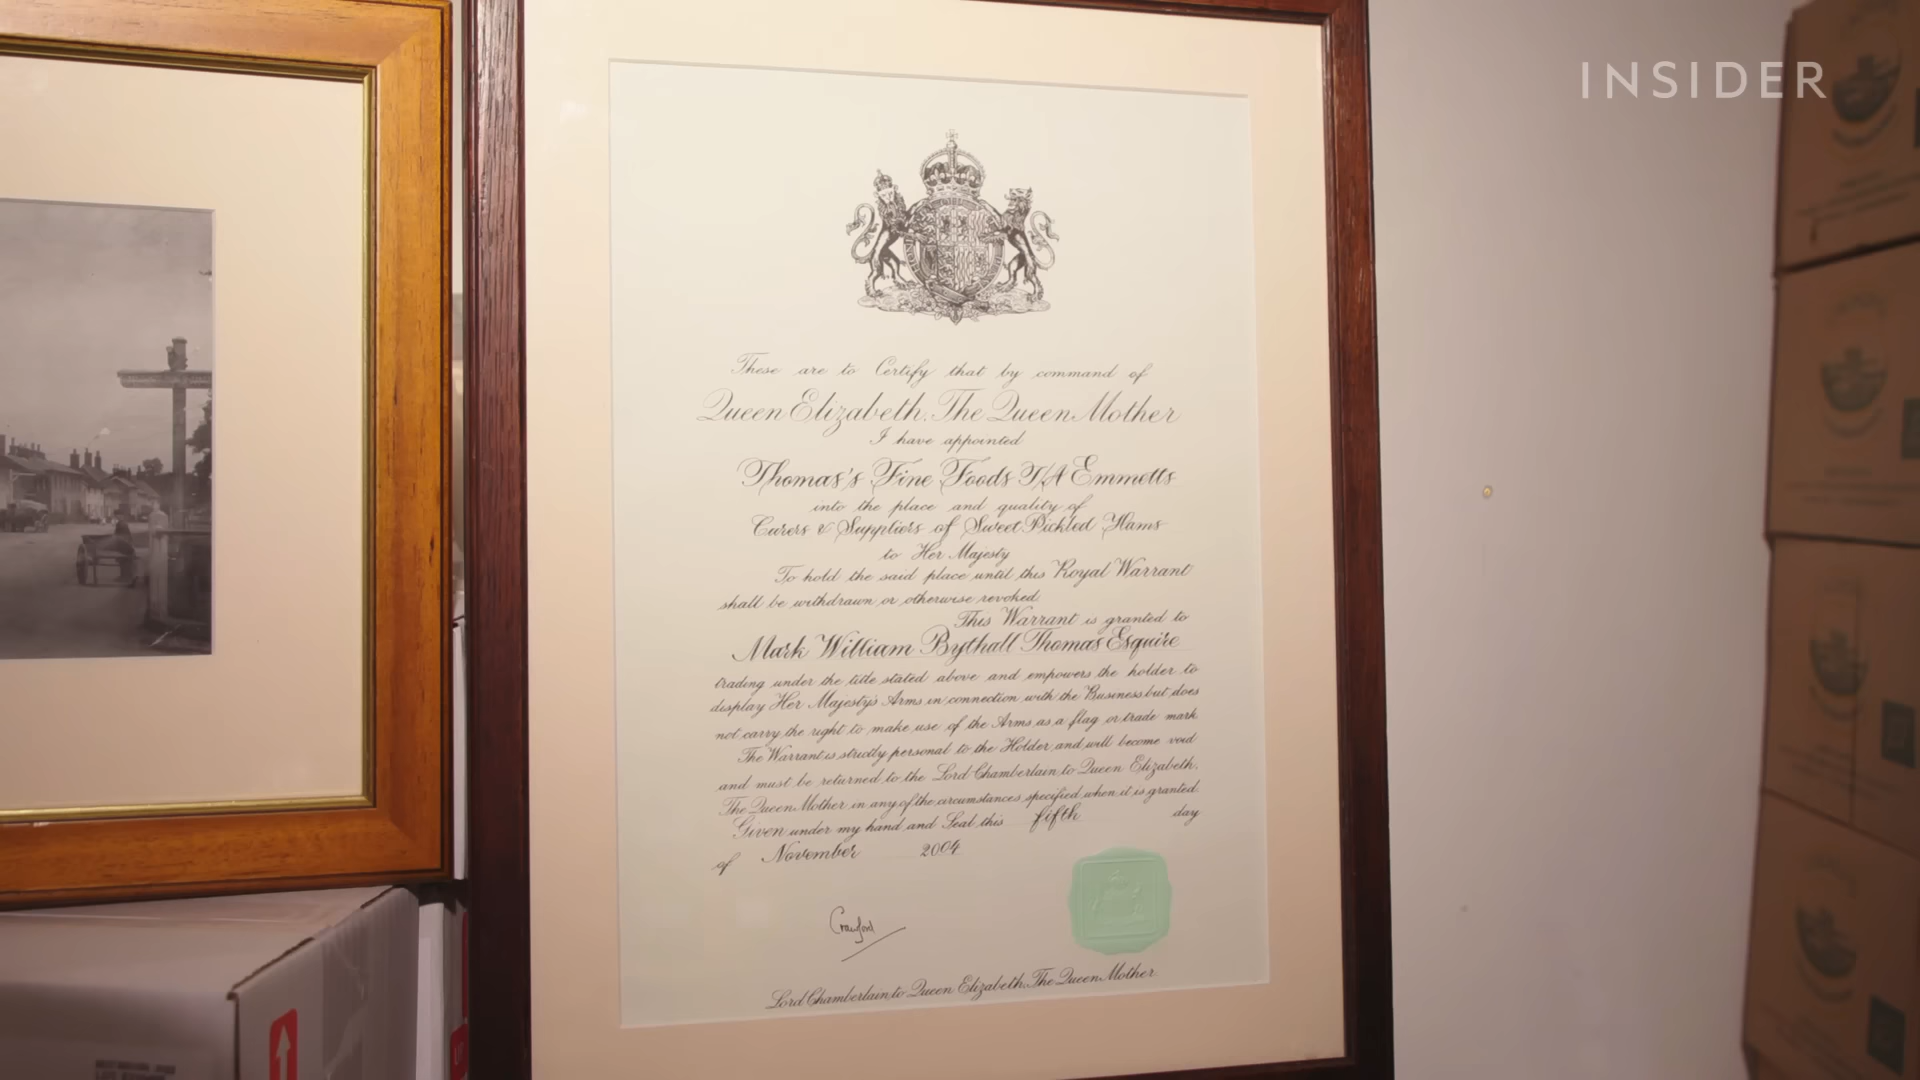 INSIDER
These are to Certify that by command of
Queen Elizabeth, The Queen Mother
I have appointed
Thomas's Fine Foods T/A Emmetts
into the place and quality of
Curers & Suppliers of Sweet Pickled Hams
to Her Majesty
To hold the said place until this Royal Warrant
shall be withdrawn or otherwise revoked.
This Warrant is granted to
Mark William Bythall Thomas Esquire
trading under the title stated above and empowers the holder to
display Her Majesty's Arms in connection with the Business but does
not carry the right to make use of the Arms as a flag or trade mark
The Warrant is strictly personal to the Holder and will become void
and must be returned to the Lord Chamberlain to Queen Elizabeth,
The Queen Mother in any of the circumstances specified when it is granted.
Given under my hand and Seal this fifth day
of November 2004
Crawford
Lord Chamberlain to Queen Elizabeth, The Queen Mother